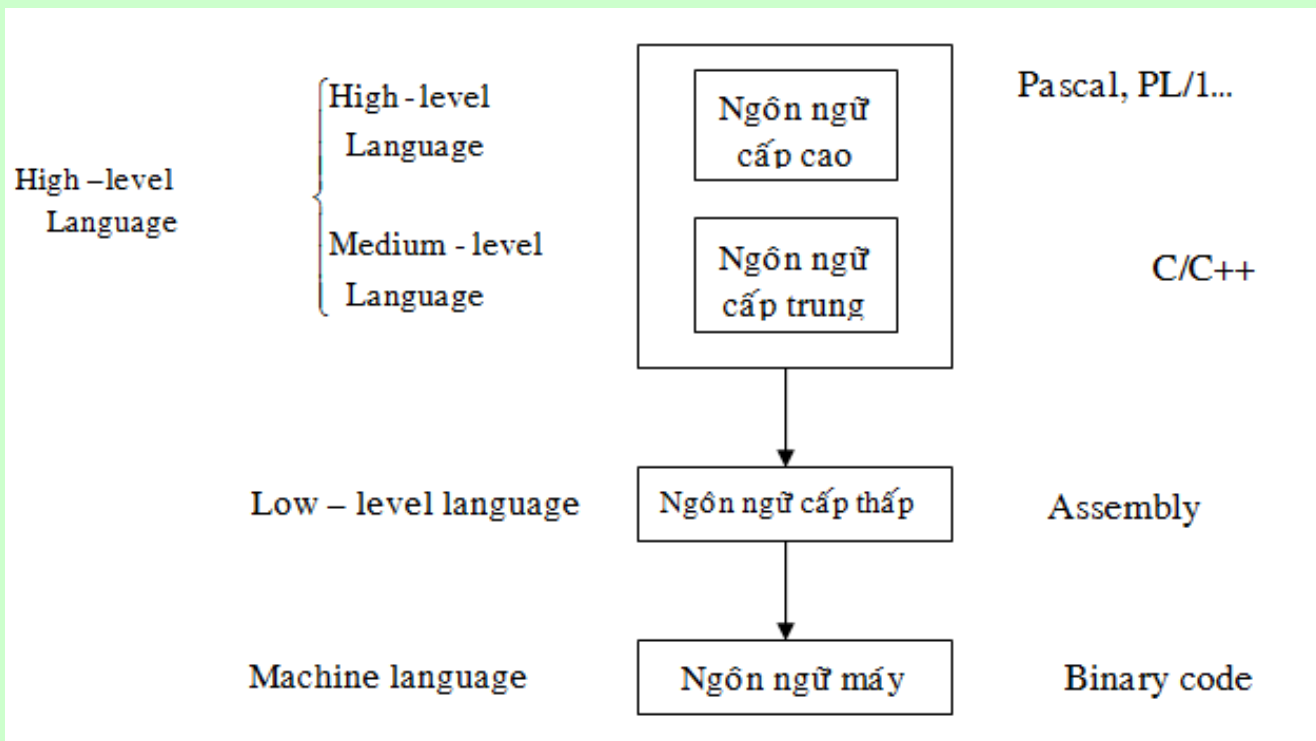 High–level
Language
High-level
Language
Medium - level
Language
Ngôn ngữ
cấp cao
Ngôn ngữ
cấp trung
Pascal, PL/1...
C/C++
Low – level language
Ngôn ngữ cấp thấp
Assembly
Machine language
Ngôn ngữ máy
Binary code